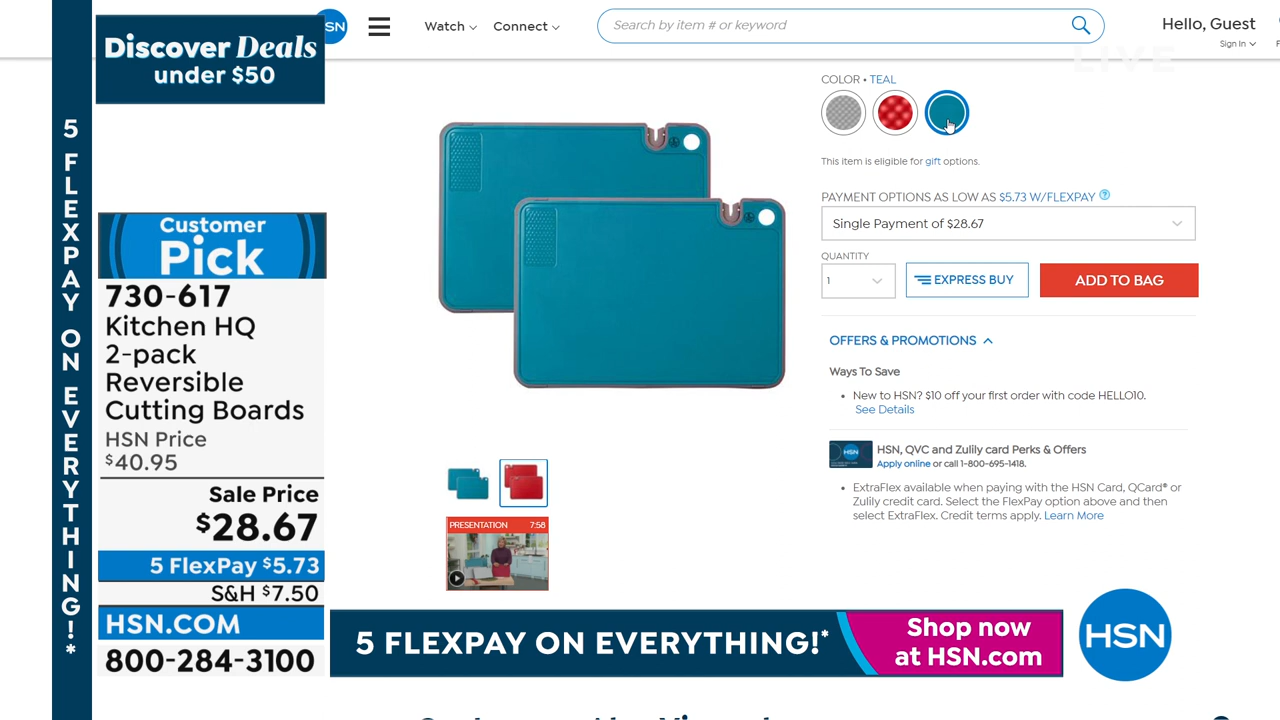 Discover Deals
under $50
5 FLEXPAY ON EVERYTHING!*
Customer
Pick
730-617
Kitchen HQ
2-pack
Reversible
Cutting Boards
HSN Price
$40.95
Sale Price
$28.67
5 FlexPay $5.73
S&H $7.50
HSN.COM
800-284-3100
SN
Watch
Connect
Search by item # or keyword
Hello, Guest
Sign In
LIVE
COLOR • TEAL
This item is eligible for gift options.
PAYMENT OPTIONS AS LOW AS $5.73 W/FLEXPAY ?
Single Payment of $28.67
QUANTITY
1
EXPRESS BUY
ADD TO BAG
OFFERS & PROMOTIONS
Ways To Save
• New to HSN? $10 off your first order with code HELLO10.
See Details
HSN
HSN, QVC and Zulily card Perks & Offers
Apply online or call 1-800-695-1418.
• ExtraFlex available when paying with the HSN Card, QCard® or
Zulily credit card. Select the FlexPay option above and then
select ExtraFlex. Credit terms apply. Learn More
PRESENTATION 7:58
5 FLEXPAY ON EVERYTHING!*
Shop now
at HSN.com
HSN